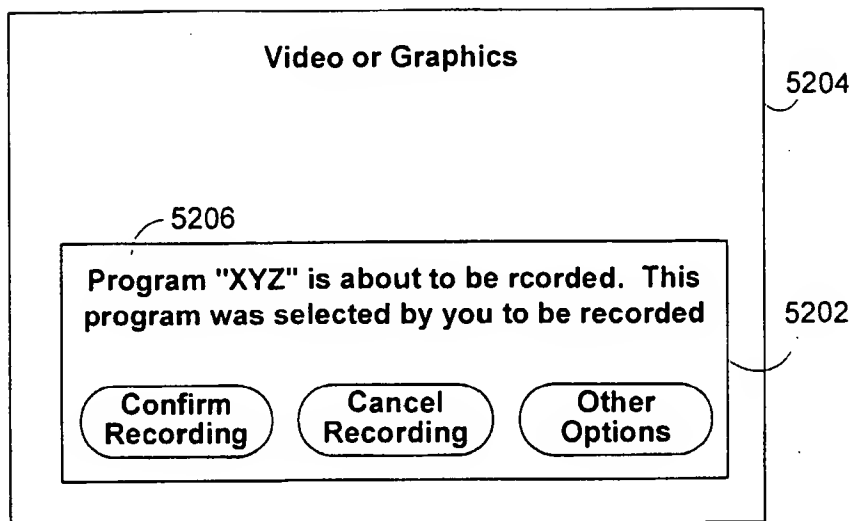 Video or Graphics
5204
5206
Program "XYZ" is about to be rcorded. This
program was selected by you to be recorded
5202
Confirm
Recording
Cancel
Recording
Other
Options